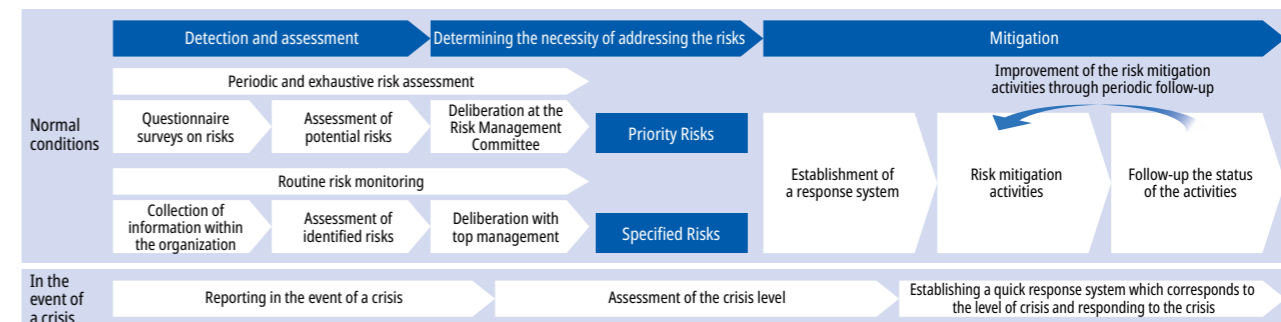 Detection and assessment
Determining the necessity of addressing the risks
Mitigation
Normal
conditions
Periodic and exhaustive risk assessment
Questionnaire
surveys on risks
Assessment of
potential risks
Deliberation at the
Risk Management
Committee
Priority Risks
Routine risk monitoring
Collection of
information within
the organization
Assessment of
identified risks
Deliberation with
top management
Specified Risks
Improvement of the risk mitigation
activities through periodic follow-up
Establishment of
a response system
Risk mitigation
activities
Follow-up the status
of the activities
In the
event of
a crisis
Reporting in the event of a crisis
Assessment of the crisis level
Establishing a quick response system which corresponds to
the level of crisis and responding to the crisis